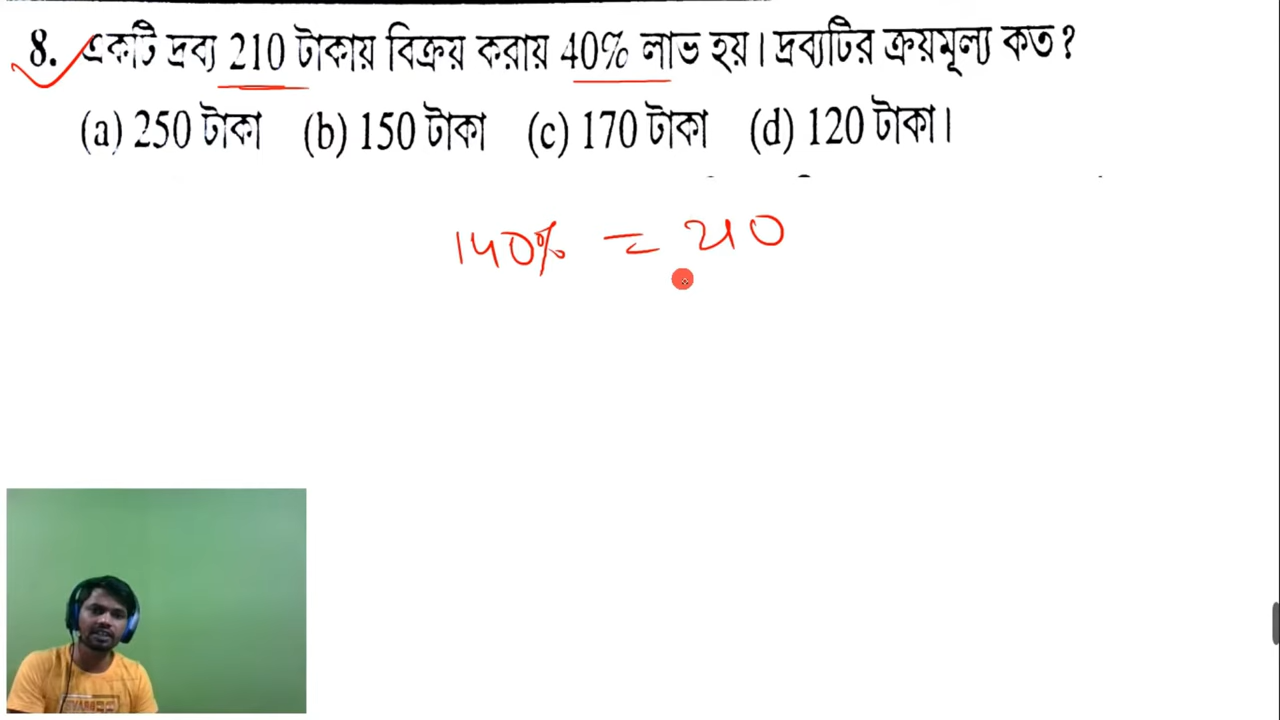 8. একটি দ্রব্য 210 টাকায় বিক্রয় করায় 40% লাভ হয়। দ্রব্যটির ক্রয়মূল্য কত?
(a) 250 টাকা (b) 150 টাকা (c) 170 টাকা (d) 120 টাকা।
140% = 210